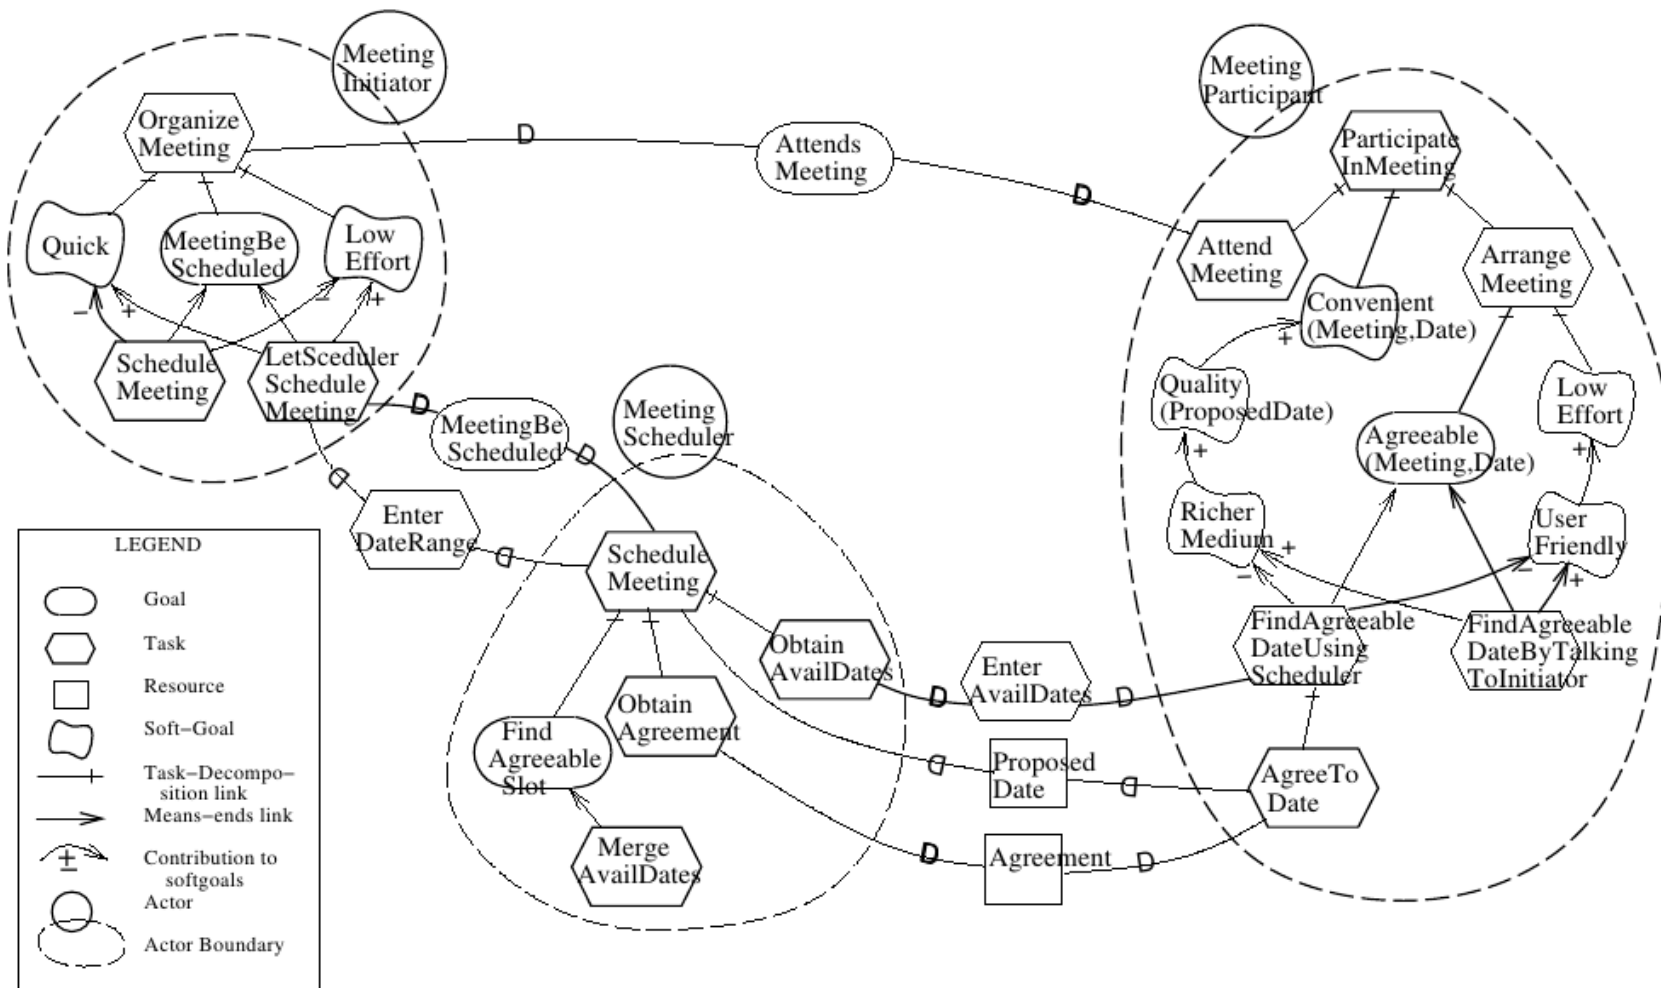 Meeting
Initiator
Organize
Meeting
Quick
MeetingBe
Scheduled
Low
Effort
–
+
–
+
Schedule
Meeting
LetSceduler
Schedule
Meeting
D
Attends
Meeting
D
Meeting
Participant
Participate
InMeeting
Attend
Meeting
Arrange
Meeting
Convenient
(Meeting,Date)
+
Quality
(ProposedDate)
+
Low
Effort
+
Agreeable
(Meeting,Date)
Richer
Medium
+
–
User
Friendly
–
+
FindAgreeable
DateUsing
Scheduler
FindAgreeable
DateByTalking
ToInitiator
AgreeTo
Date
D
MeetingBe
Scheduled
D
Meeting
Scheduler
D
Enter
DateRange
D
Schedule
Meeting
Obtain
AvailDates
D
Enter
AvailDates
D
Obtain
Agreement
Find
Agreeable
Slot
Merge
AvailDates
D
Proposed
Date
D
D
Agreement
D
LEGEND
Goal
Task
Resource
Soft–Goal
Task–Decompo–
sition link
Means–ends link
±
Contribution to
softgoals
Actor
Actor Boundary